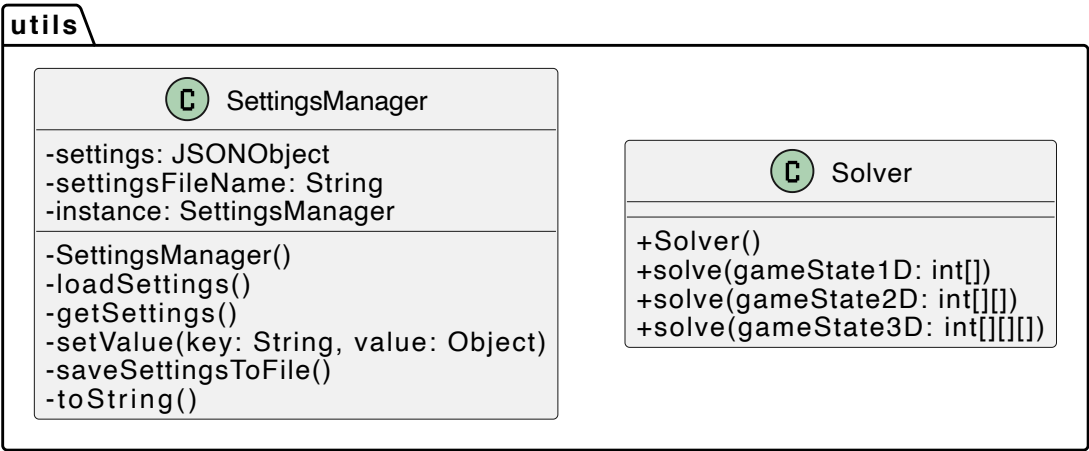 utils
C SettingsManager
-settings: JSONObject
-settingsFileName: String
-instance: SettingsManager
-SettingsManager()
-loadSettings()
-getSettings()
-setValue(key: String, value: Object)
-saveSettingsToFile()
-toString()
C Solver
+Solver()
+solve(gameState1D: int[])
+solve(gameState2D: int[][])
+solve(gameState3D: int[][][])